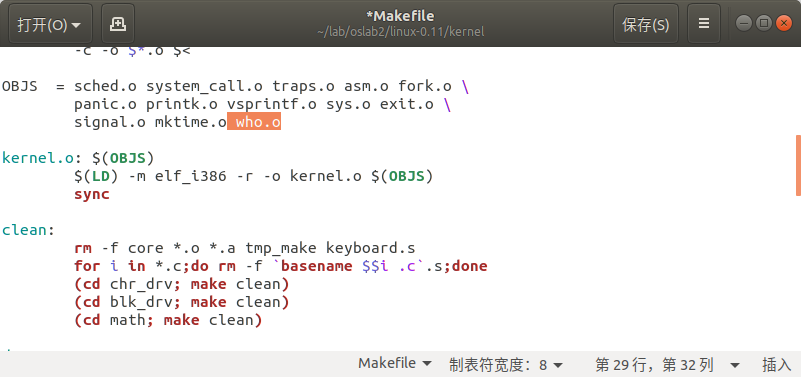 打开(O)
*Makefile
~/lab/oslab2/linux-0.11/kernel
保存(S)
-c -o $*.o $<
OBJS  = sched.o system_call.o traps.o asm.o fork.o \
        panic.o printk.o vsprintf.o sys.o exit.o \
        signal.o mktime.o who.o
kernel.o: $(OBJS)
        $(LD) -m elf_i386 -r -o kernel.o $(OBJS)
        sync
clean:
        rm -f core *.o *.a tmp_make keyboard.s
        for i in *.c;do rm -f `basename $$i .c`.s;done
        (cd chr_drv; make clean)
        (cd blk_drv; make clean)
        (cd math; make clean)
Makefile 制表符宽度：8 第 29 行，第 32 列 插入